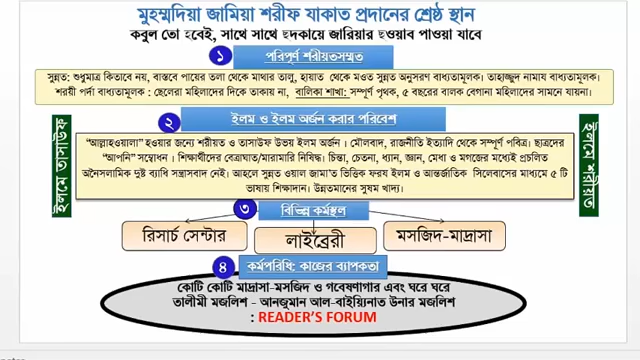 মুহম্মদিয়া জামিয়া শরীফ যাকাত প্রদানের শ্রেষ্ঠ স্থান
কবুল তো হবেই, সাথে সাথে ছদকায়ে জারিয়ার ছওয়াব পাওয়া যাবে
১ পরিপূর্ণ শরীয়তসম্মত
সুন্নত: শুধুমাত্র কিতাবে নয়, বাস্তবে পায়ের তলা থেকে মাথার তালু, হায়াত থেকে মওত সুন্নত অনুসরণ বাধ্যতামূলক। তাহাজ্জুদ নামায বাধ্যতামূলক।
শরয়ী পর্দা বাধ্যতামূলক : ছেলেরা মহিলাদের দিকে তাকায় না, বালিকা শাখা: সম্পূর্ণ পৃথক, ৫ বছরের বালক বেগানা মহিলাদের সামনে যায়না।
২ ইলম ও ইলম অর্জন করার পরিবেশ
ইলমে তাসাউফ
"আল্লাহওয়ালা" হওয়ার জন্যে শরীয়ত ও তাসাউফ উভয় ইলম অর্জন । মৌলবাদ, রাজনীতি ইত্যাদি থেকে সম্পূর্ণ পবিত্র। ছাত্রদের
"আপনি" সম্বোধন । শিক্ষার্থীদের বেত্রাঘাত/মারামারি নিষিদ্ধ। চিন্তা, চেতনা, ধ্যান, জ্ঞান, মেধা ও মগজের মধ্যেই প্রচলিত
অনৈসলামিক দুষ্ট ব্যাধি সন্ত্রাসবাদ নেই। আহলে সুন্নত ওয়াল জামা'ত ভিত্তিক ফরয ইলম ও আন্তর্জাতিক সিলেবাসের মাধ্যমে ৫ টি
ভাষায় শিক্ষাদান। উন্নতমানের সুষম খাদ্য।
ইলমে শরীয়াত
৩ বিভিন্ন কর্মস্থল
রিসার্চ সেন্টার
লাইব্রেরী
মসজিদ-মাদ্রাসা
৪ কর্মপরিধি: কাজের ব্যাপকতা
কোটি কোটি মাদ্রাসা-মসজিদ ও গবেষণাগার এবং ঘরে ঘরে
তালীমী মজলিশ - আনজুমান আল-বাইয়্যিনাত উনার মজলিশ
: READER'S FORUM